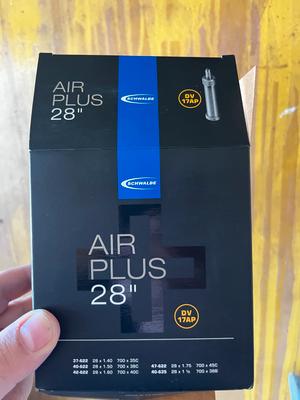 AIR
PLUS
28"
SCHWALBE
DV
17AP
SCHWALBE
AIR
PLUS
28"
DV
17AP
37-622 28 x 1.40 700 x 35C
40-622 28 x 1.50 700 x 38C
42-622 28 x 1.60 700 x 40C
47-622 28 x 1.75 700 x 45C
40-635 28 x 1 ½ 700 x 38B